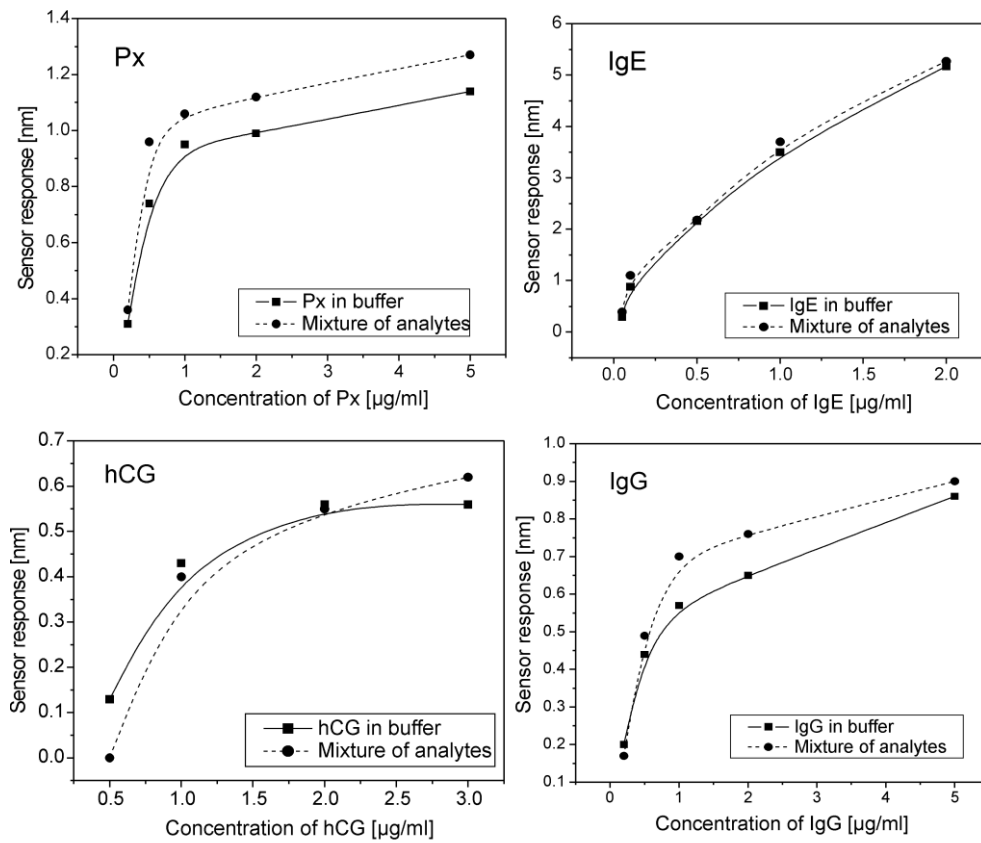 Px
Sensor response [nm]
1.4
1.2
1.0
0.8
0.6
0.4
0.2
Px in buffer
Mixture of analytes
0 1 2 3 4 5
Concentration of Px [µg/ml]
IgE
Sensor response [nm]
6
5
4
3
2
1
0
IgE in buffer
Mixture of analytes
0.0 0.5 1.0 1.5 2.0
Concentration of IgE [µg/ml]
hCG
Sensor response [nm]
0.7
0.6
0.5
0.4
0.3
0.2
0.1
0.0
hCG in buffer
Mixture of analytes
0.5 1.0 1.5 2.0 2.5 3.0
Concentration of hCG [µg/ml]
IgG
Sensor response [nm]
1.0
0.9
0.8
0.7
0.6
0.5
0.4
0.3
0.2
0.1
IgG in buffer
Mixture of analytes
0 1 2 3 4 5
Concentration of IgG [µg/ml]